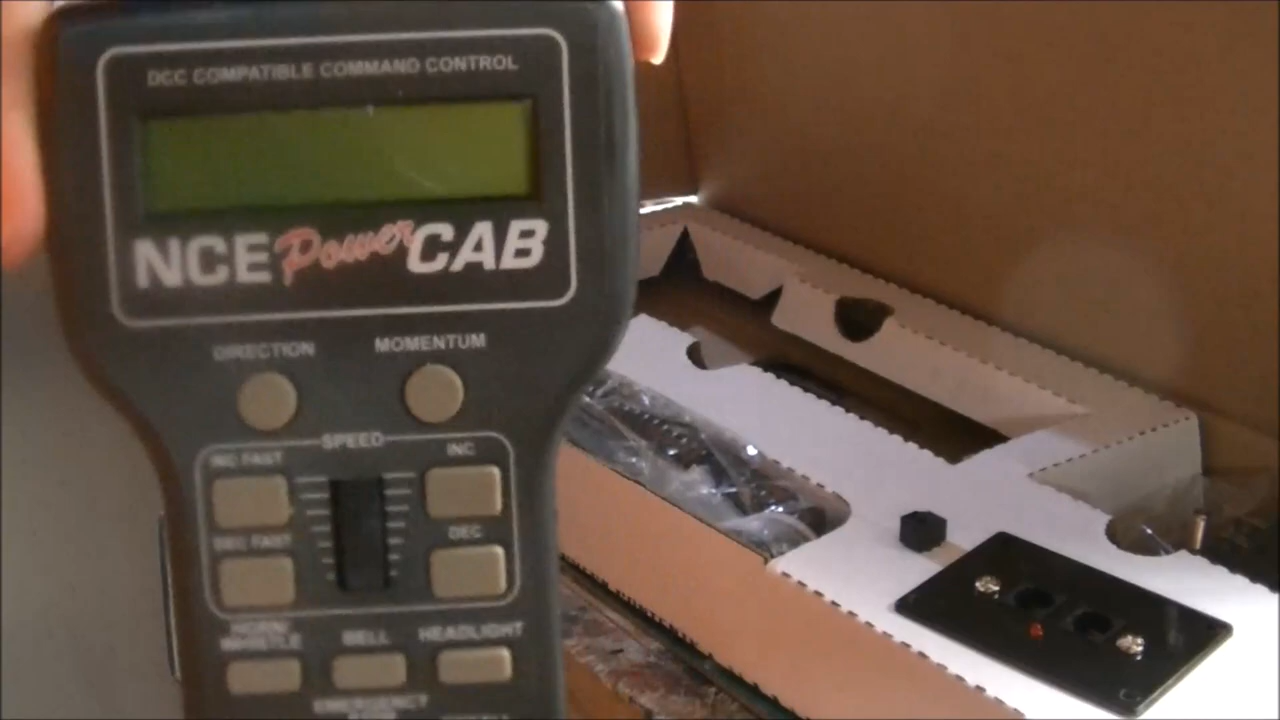 DCC COMPATIBLE COMMAND CONTROL
NCE Power CAB
DIRECTION
MOMENTUM
SPEED
INC FAST
INC
DEC FAST
DEC
HORN/
WHISTLE
BELL
HEADLIGHT
EMERGENCY